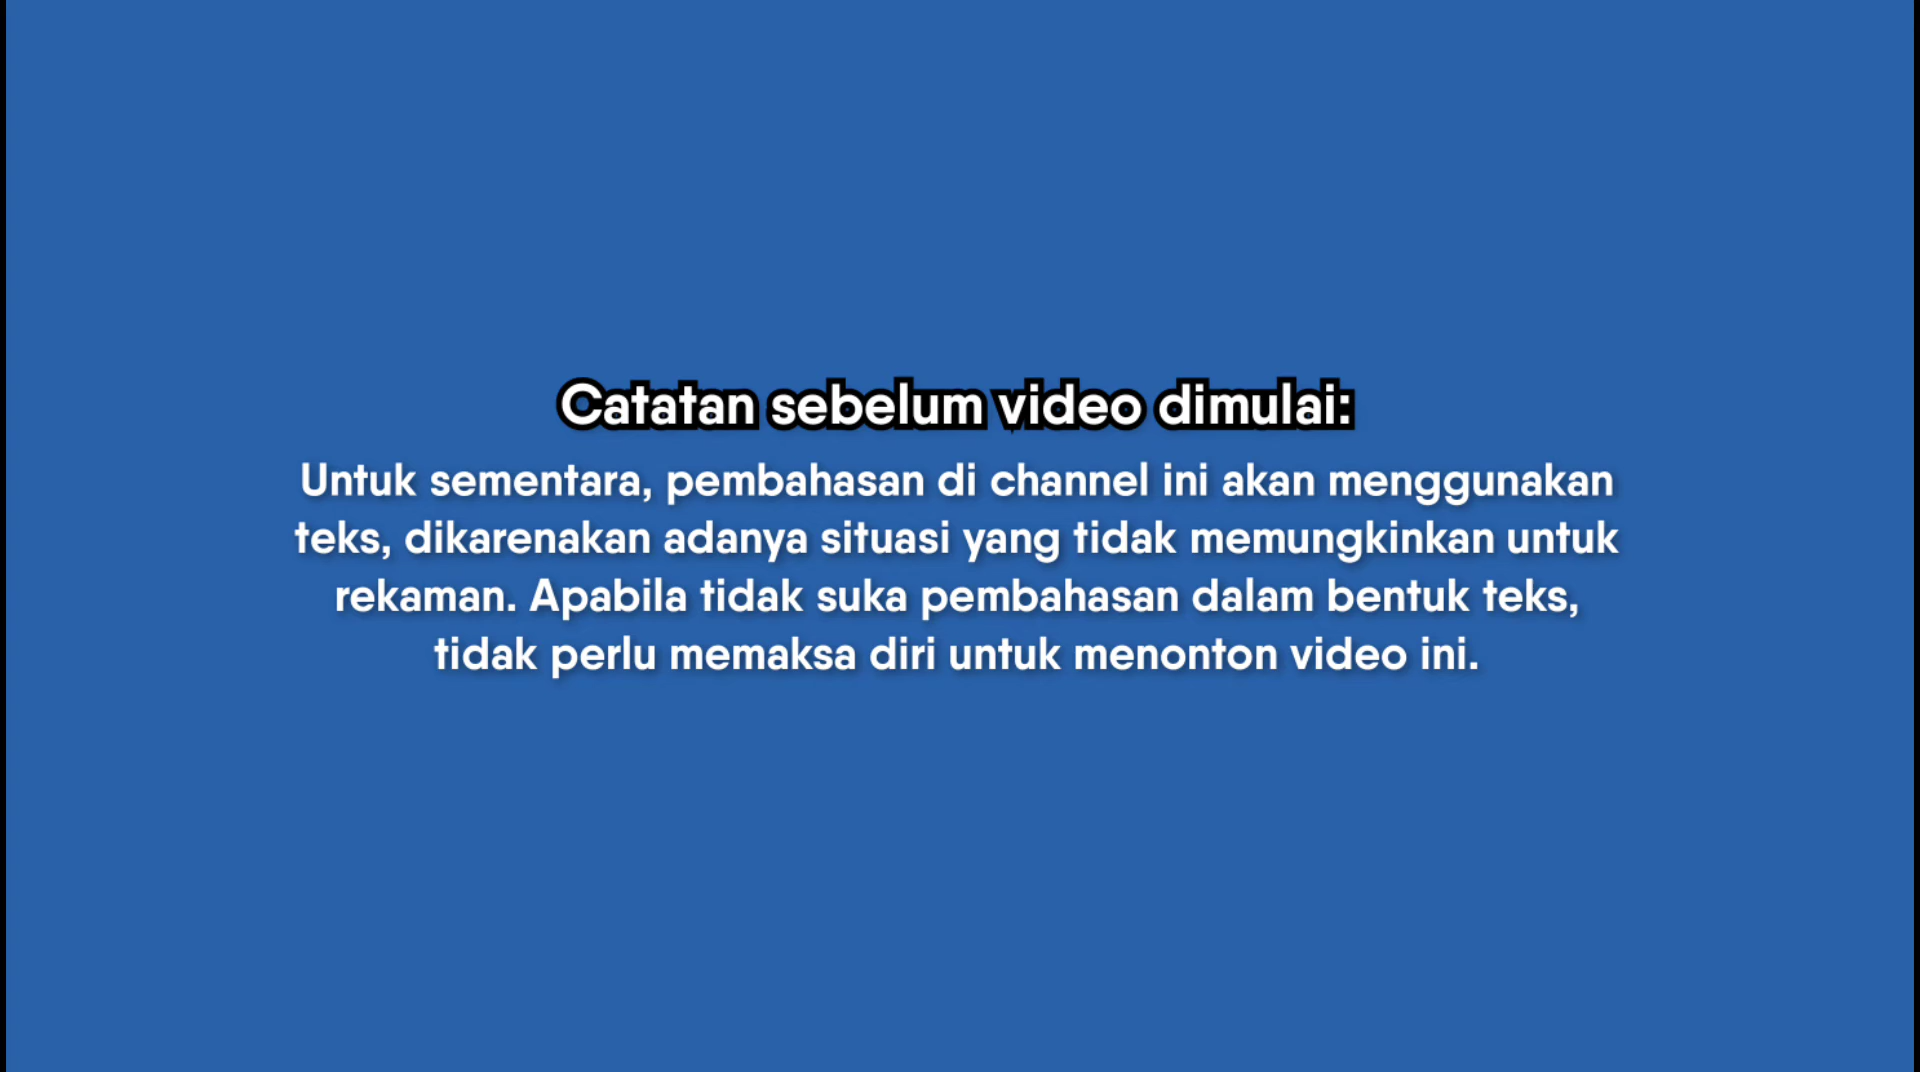 Catatan sebelum video dimulai:
Untuk sementara, pembahasan di channel ini akan menggunakan
teks, dikarenakan adanya situasi yang tidak memungkinkan untuk
rekaman. Apabila tidak suka pembahasan dalam bentuk teks,
tidak perlu memaksa diri untuk menonton video ini.